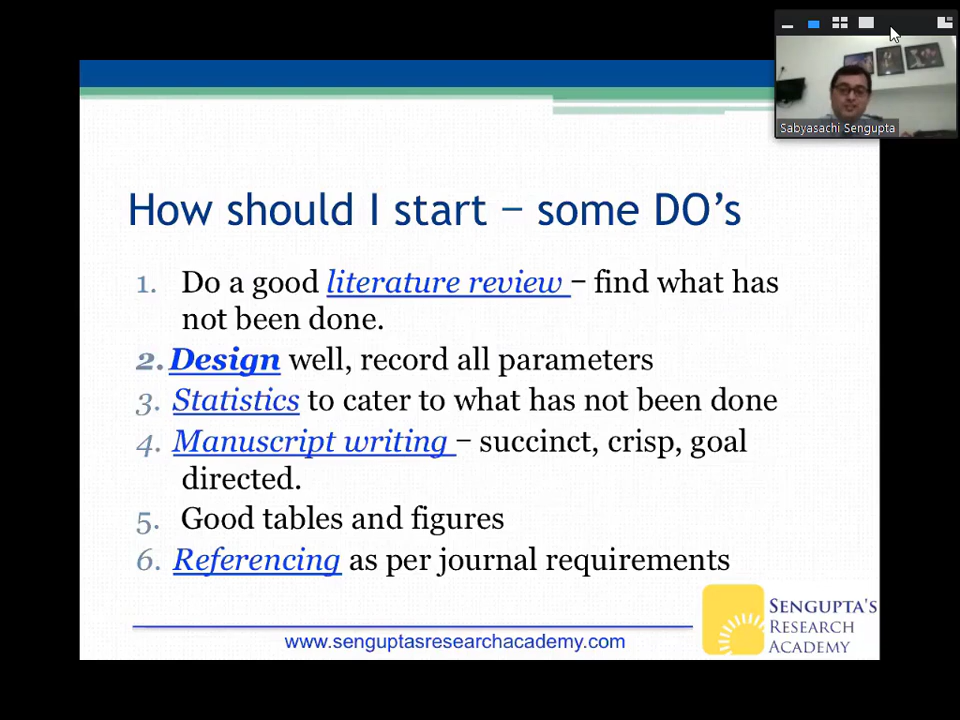 Sabyasachi Sengupta
How should I start – some DO’s
1. Do a good literature review – find what has
not been done.
2. Design well, record all parameters
3. Statistics to cater to what has not been done
4. Manuscript writing – succinct, crisp, goal
directed.
5. Good tables and figures
6. Referencing as per journal requirements
www.senguptasresearchacademy.com
SENGUPTA'S
RESEARCH
ACADEMY